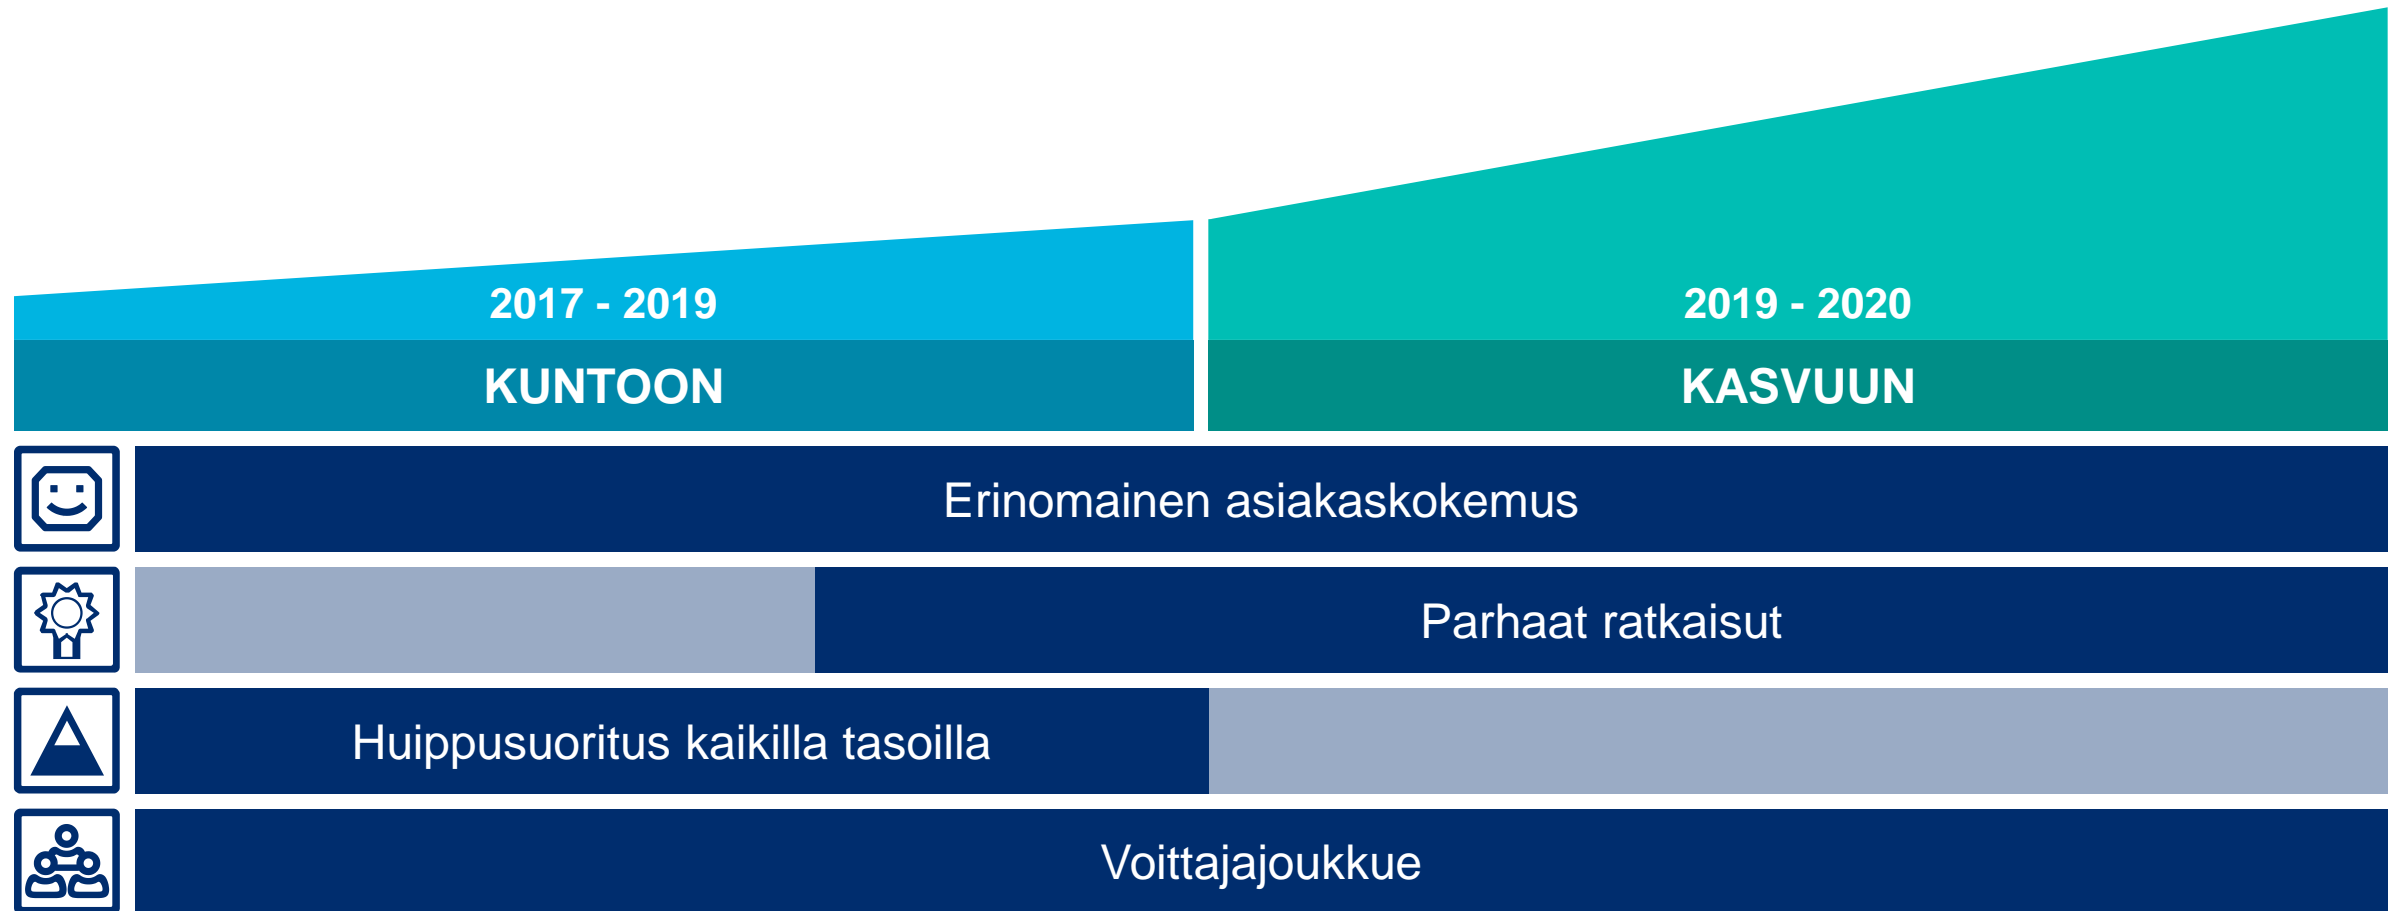 2017 - 2019
2019 - 2020
KUNTOON
KASVUUN
Erinomainen asiakaskokemus
Parhaat ratkaisut
Huippusuoritus kaikilla tasoilla
Voittajajoukkue